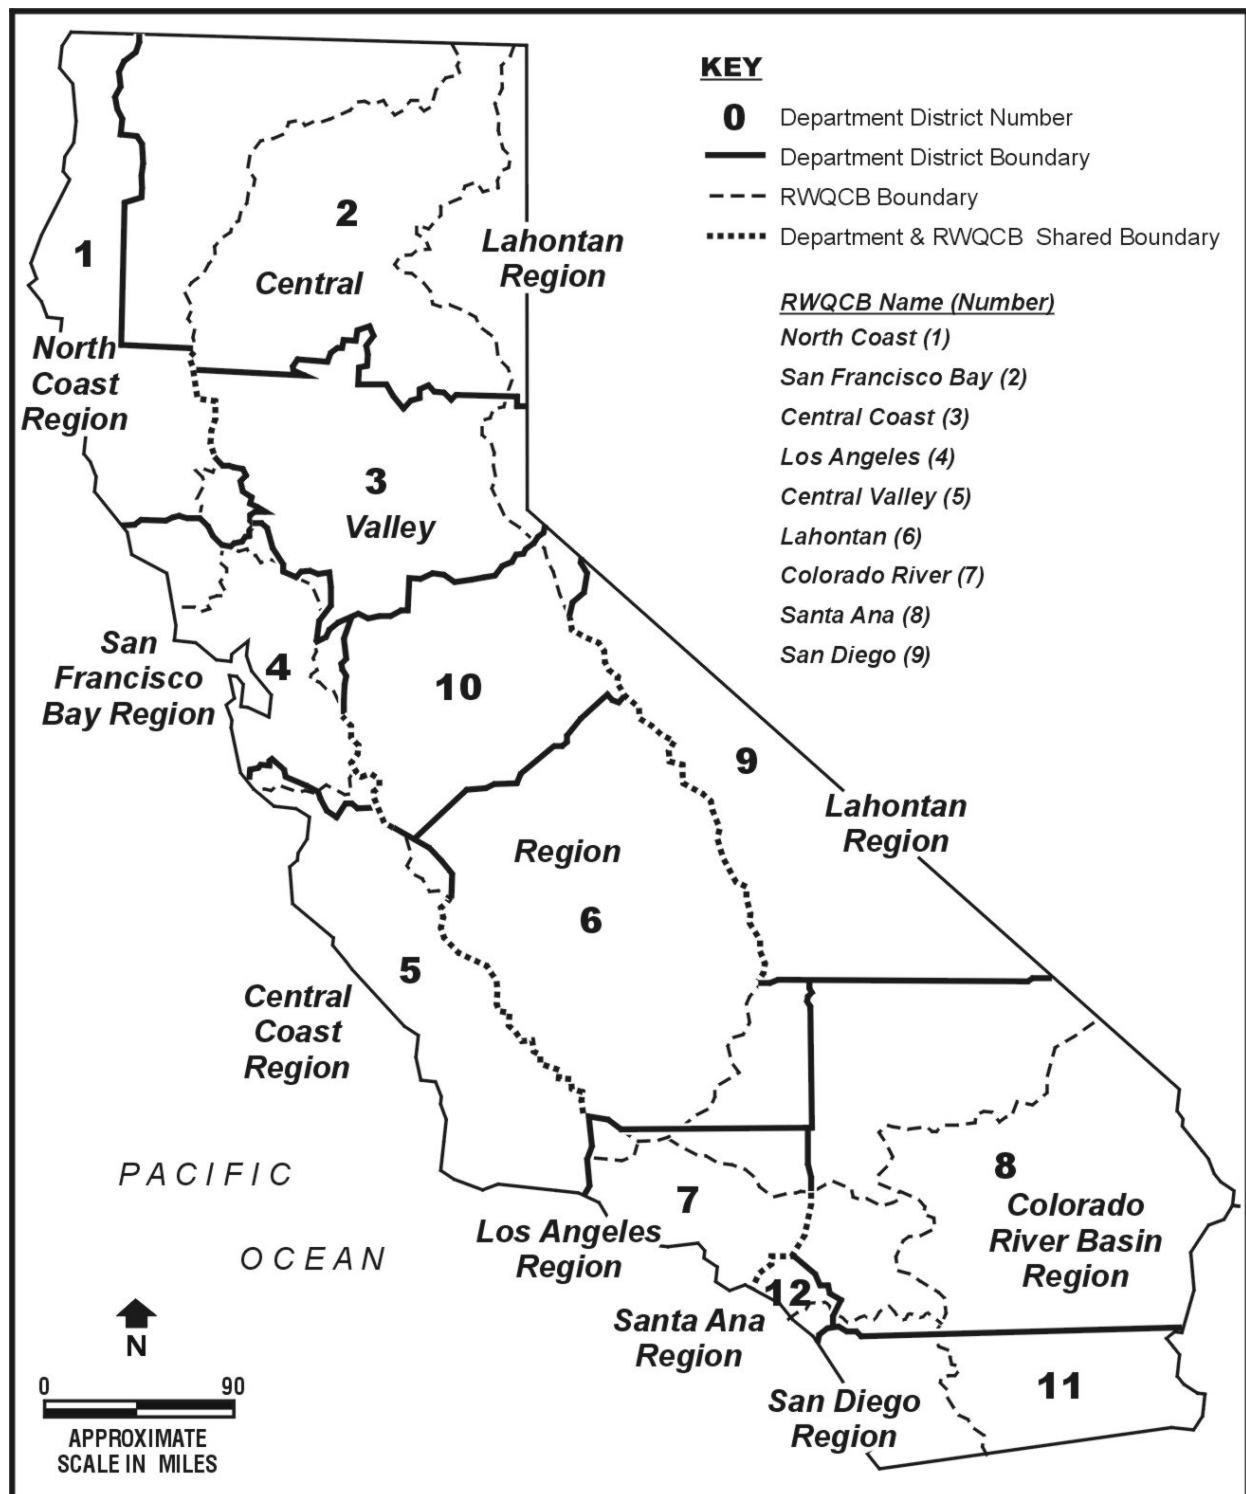 KEY
0 Department District Number
Department District Boundary
RWQCB Boundary
Department & RWQCB Shared Boundary
RWQCB Name (Number)
North Coast (1)
San Francisco Bay (2)
Central Coast (3)
Los Angeles (4)
Central Valley (5)
Lahontan (6)
Colorado River (7)
Santa Ana (8)
San Diego (9)
2
1
Lahontan
Region
Central
North
Coast
Region
3
Valley
San
Francisco
Bay Region
4
10
9
Lahontan
Region
Region
6
5
Central
Coast
Region
8
Colorado
River Basin
Region
7
Los Angeles
Region
12
Santa Ana
Region
11
San Diego
Region
PACIFIC
OCEAN
N
0 90
APPROXIMATE
SCALE IN MILES